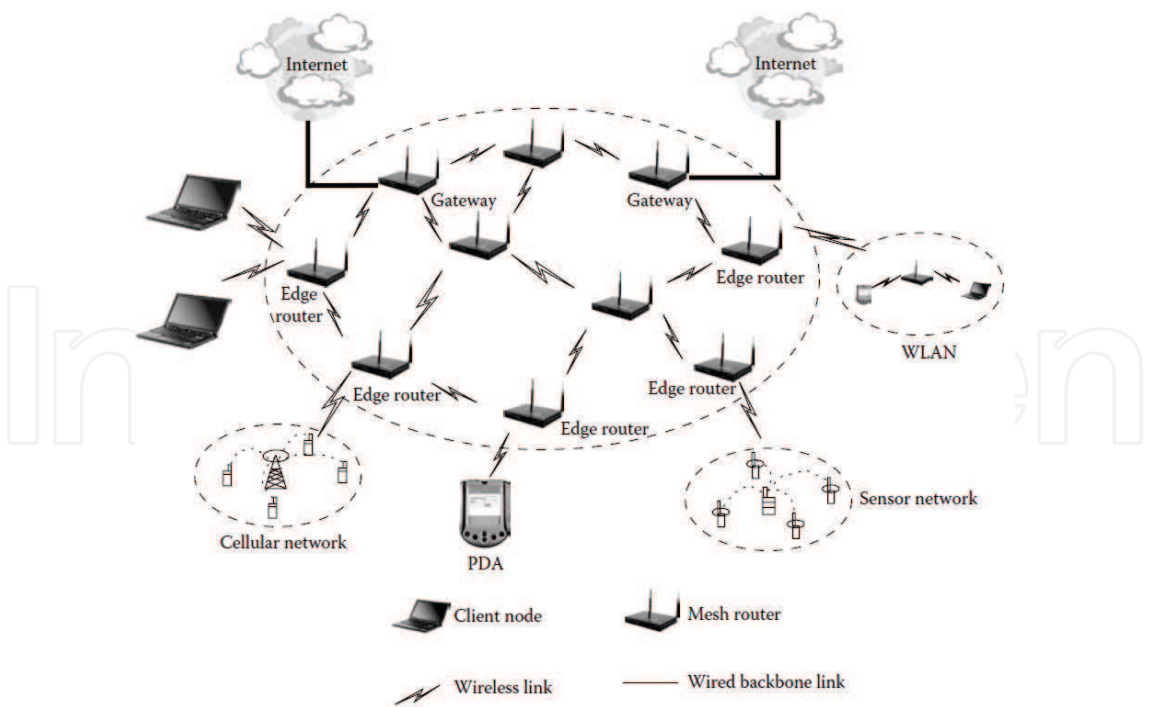 Internet
Internet
Gateway
Gateway
Edge
router
Edge router
WLAN
Edge router
Edge router
Edge router
Cellular network
PDA
Sensor network
Client node
Mesh router
Wireless link
Wired backbone link